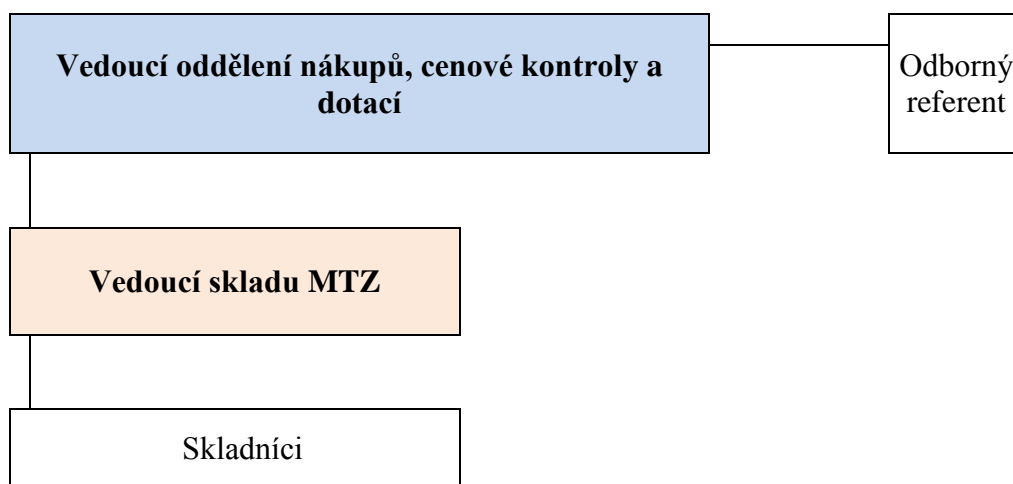 Vedoucí oddělení nákupů, cenové kontroly a
dotací
Odborný
referent
Vedoucí skladu MTZ
Skladníci